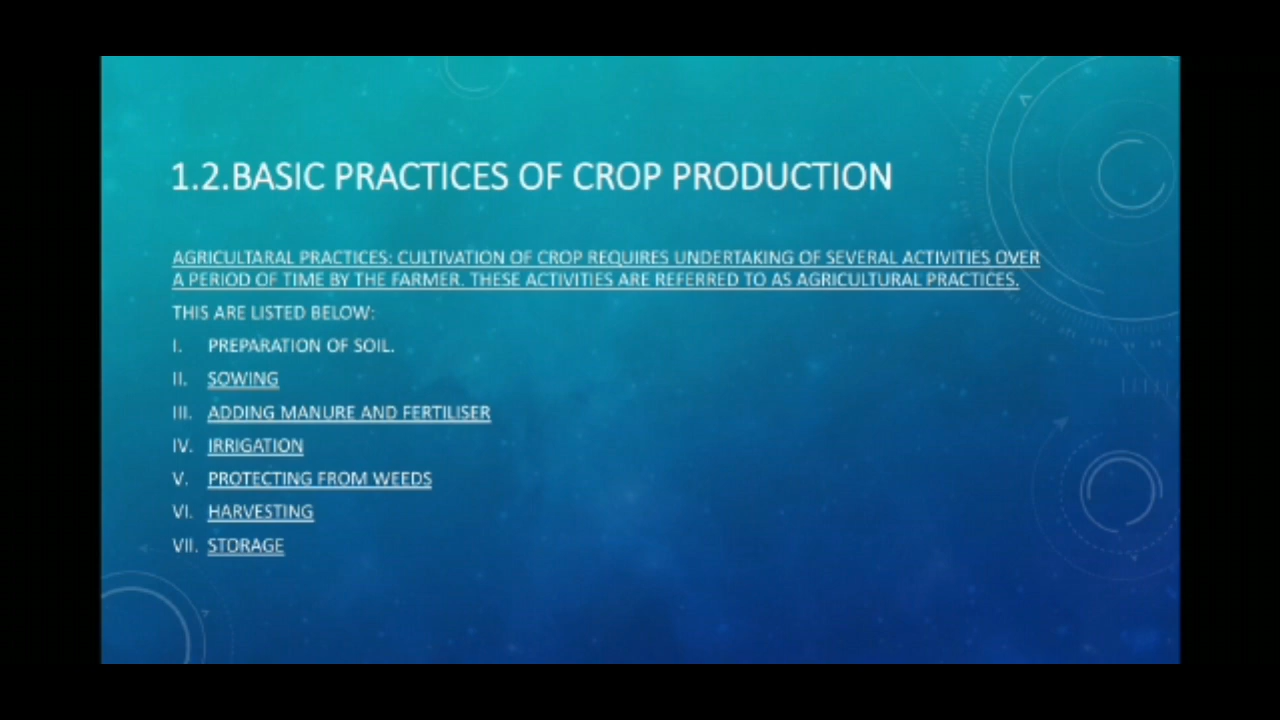 1.2.BASIC PRACTICES OF CROP PRODUCTION
AGRICULTARAL PRACTICES: CULTIVATION OF CROP REQUIRES UNDERTAKING OF SEVERAL ACTIVITIES OVER
A PERIOD OF TIME BY THE FARMER. THESE ACTIVITIES ARE REFERRED TO AS AGRICULTURAL PRACTICES.
THIS ARE LISTED BELOW:
I. PREPARATION OF SOIL.
II. SOWING
III. ADDING MANURE AND FERTILISER
IV. IRRIGATION
V. PROTECTING FROM WEEDS
VI. HARVESTING
VII. STORAGE